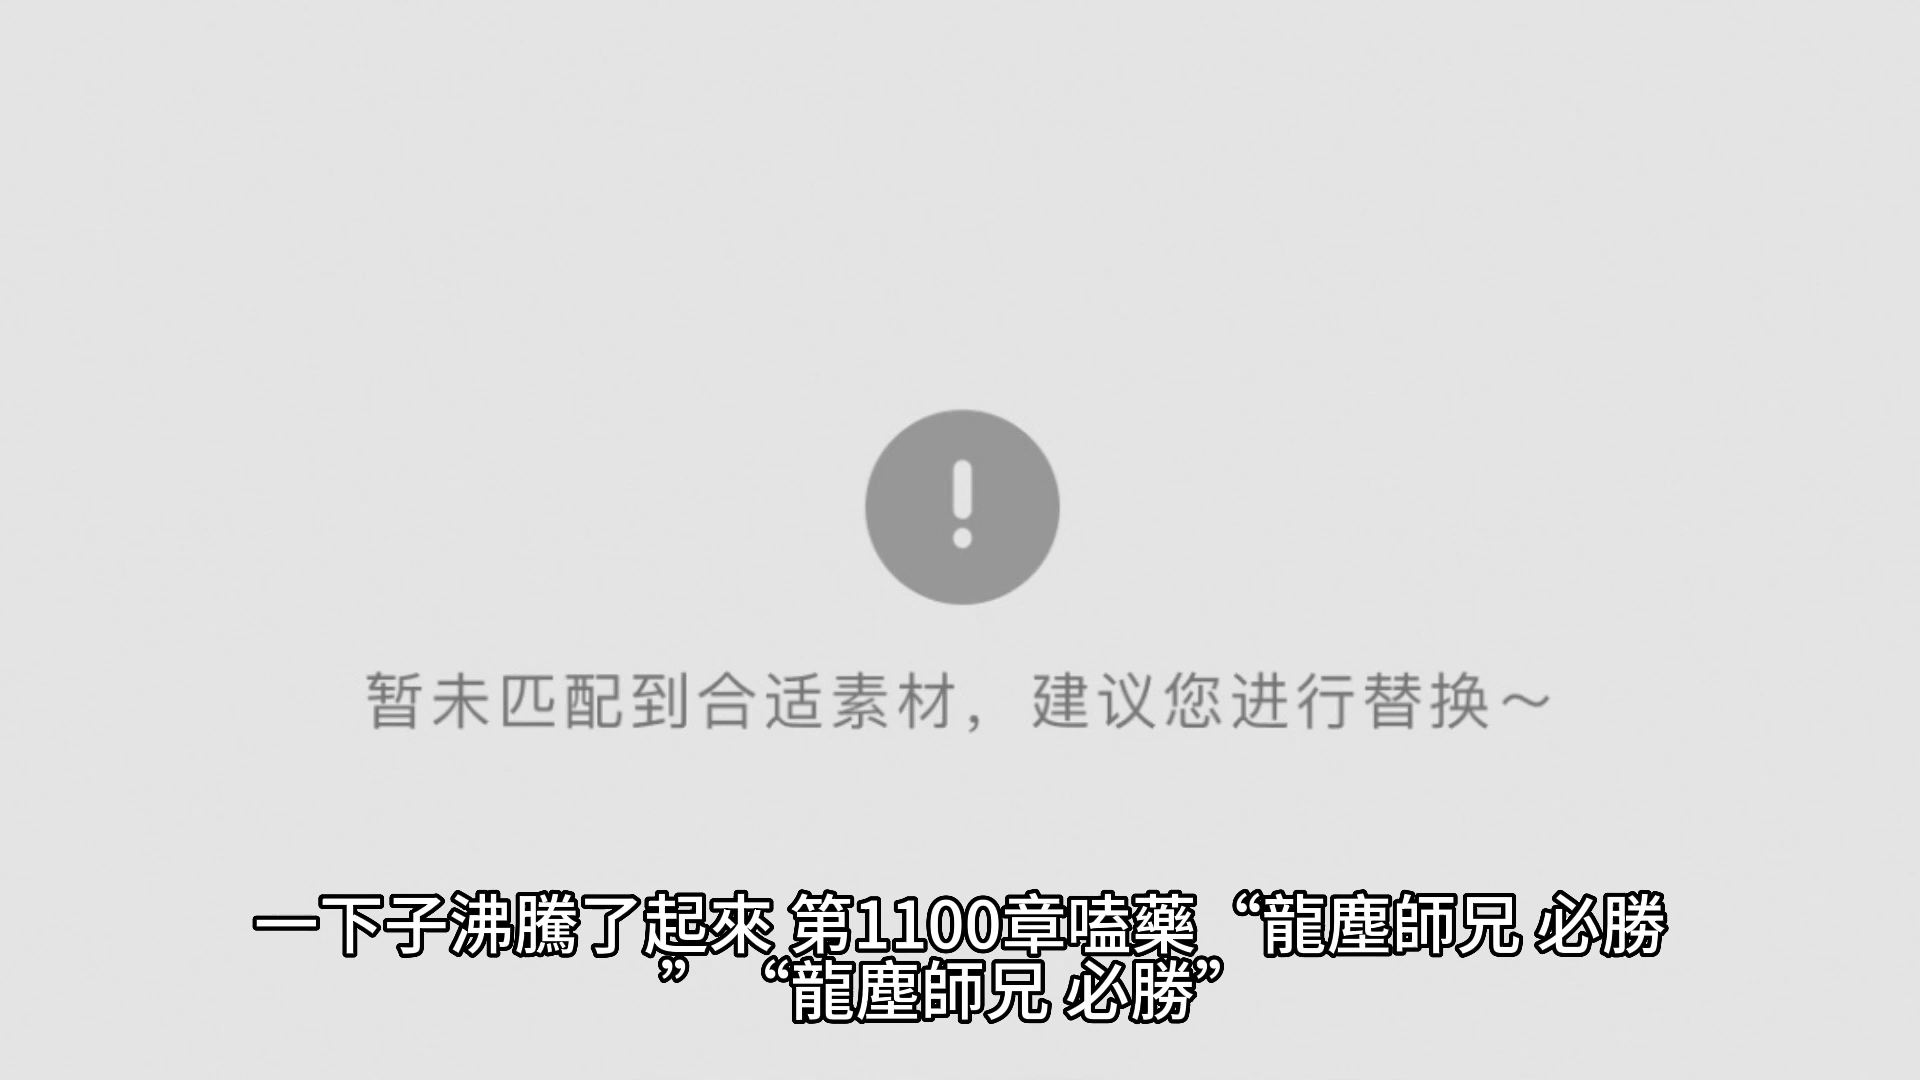 暂未匹配到合适素材，建议您进行替换～
一下子沸騰了起來 第1100章嗑藥“龍塵師兄 必勝
” “龍塵師兄 必勝”